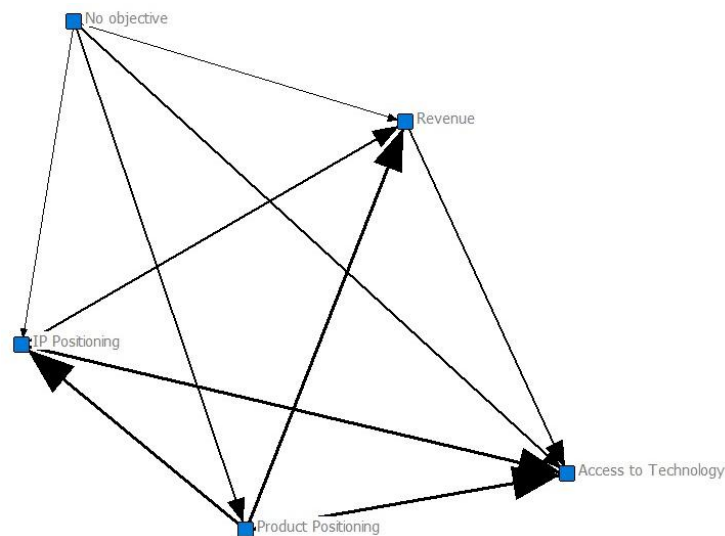 No objective
Revenue
IP Positioning
Access to Technology
Product Positioning